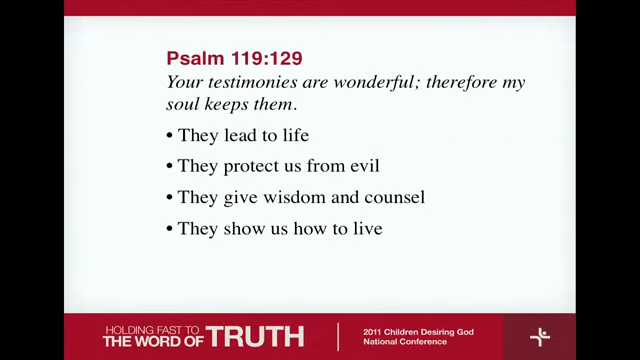 Psalm 119:129
Your testimonies are wonderful; therefore my
soul keeps them.
• They lead to life
• They protect us from evil
• They give wisdom and counsel
• They show us how to live
HOLDING FAST TO
THE WORD OF TRUTH
2011 Children Desiring God
National Conference